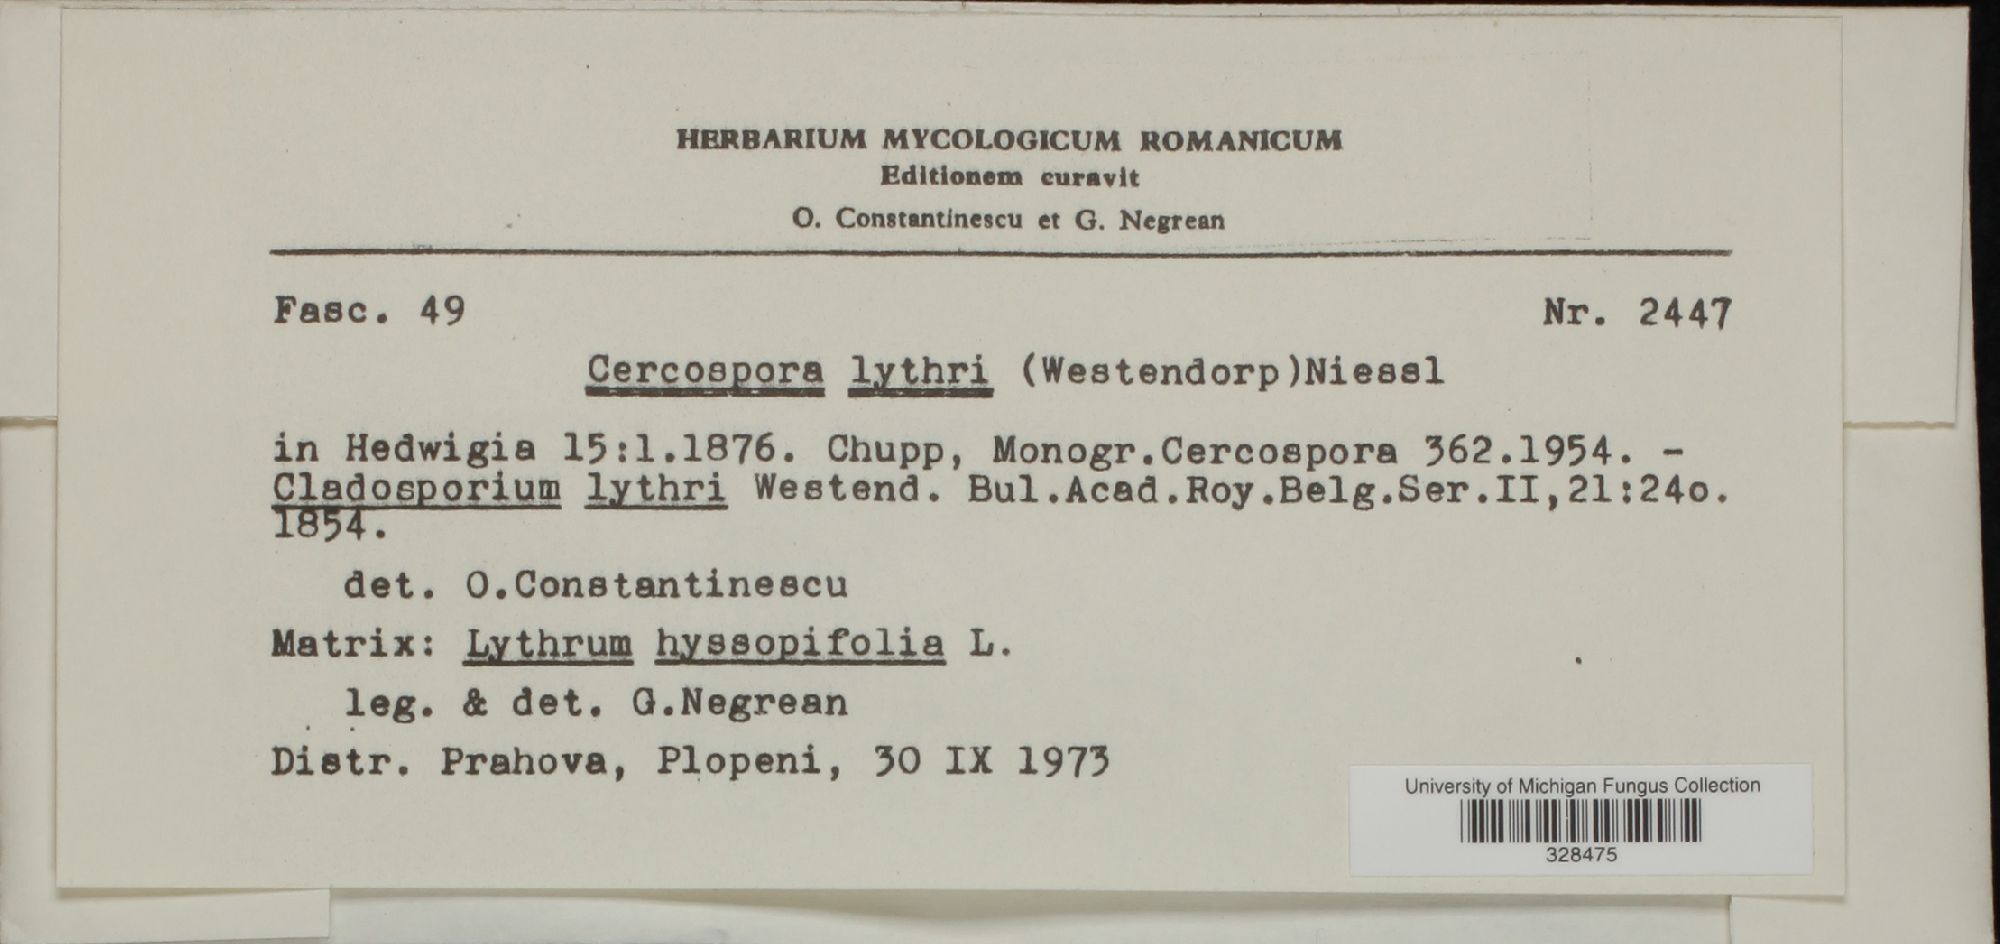 HERBARIUM MYCOLOGICUM ROMANICUM
Editionem curavit
O. Constantinescu et G. Negrean
Fasc. 49 Nr. 2447
Cercospora lythri (Westendorp)Niessl
in Hedwigia 15:1.1876. Chupp, Monogr.Cercospora 362.1954. -
Cladosporium lythri Westend. Bul.Acad.Roy.Belg.Ser.II,21:24o.
1854.
det. O.Constantinescu
Matrix: Lythrum hyssopifolia L.
leg. & det. G.Negrean
Distr. Prahova, Plopeni, 30 IX 1973
University of Michigan Fungus Collection
328475